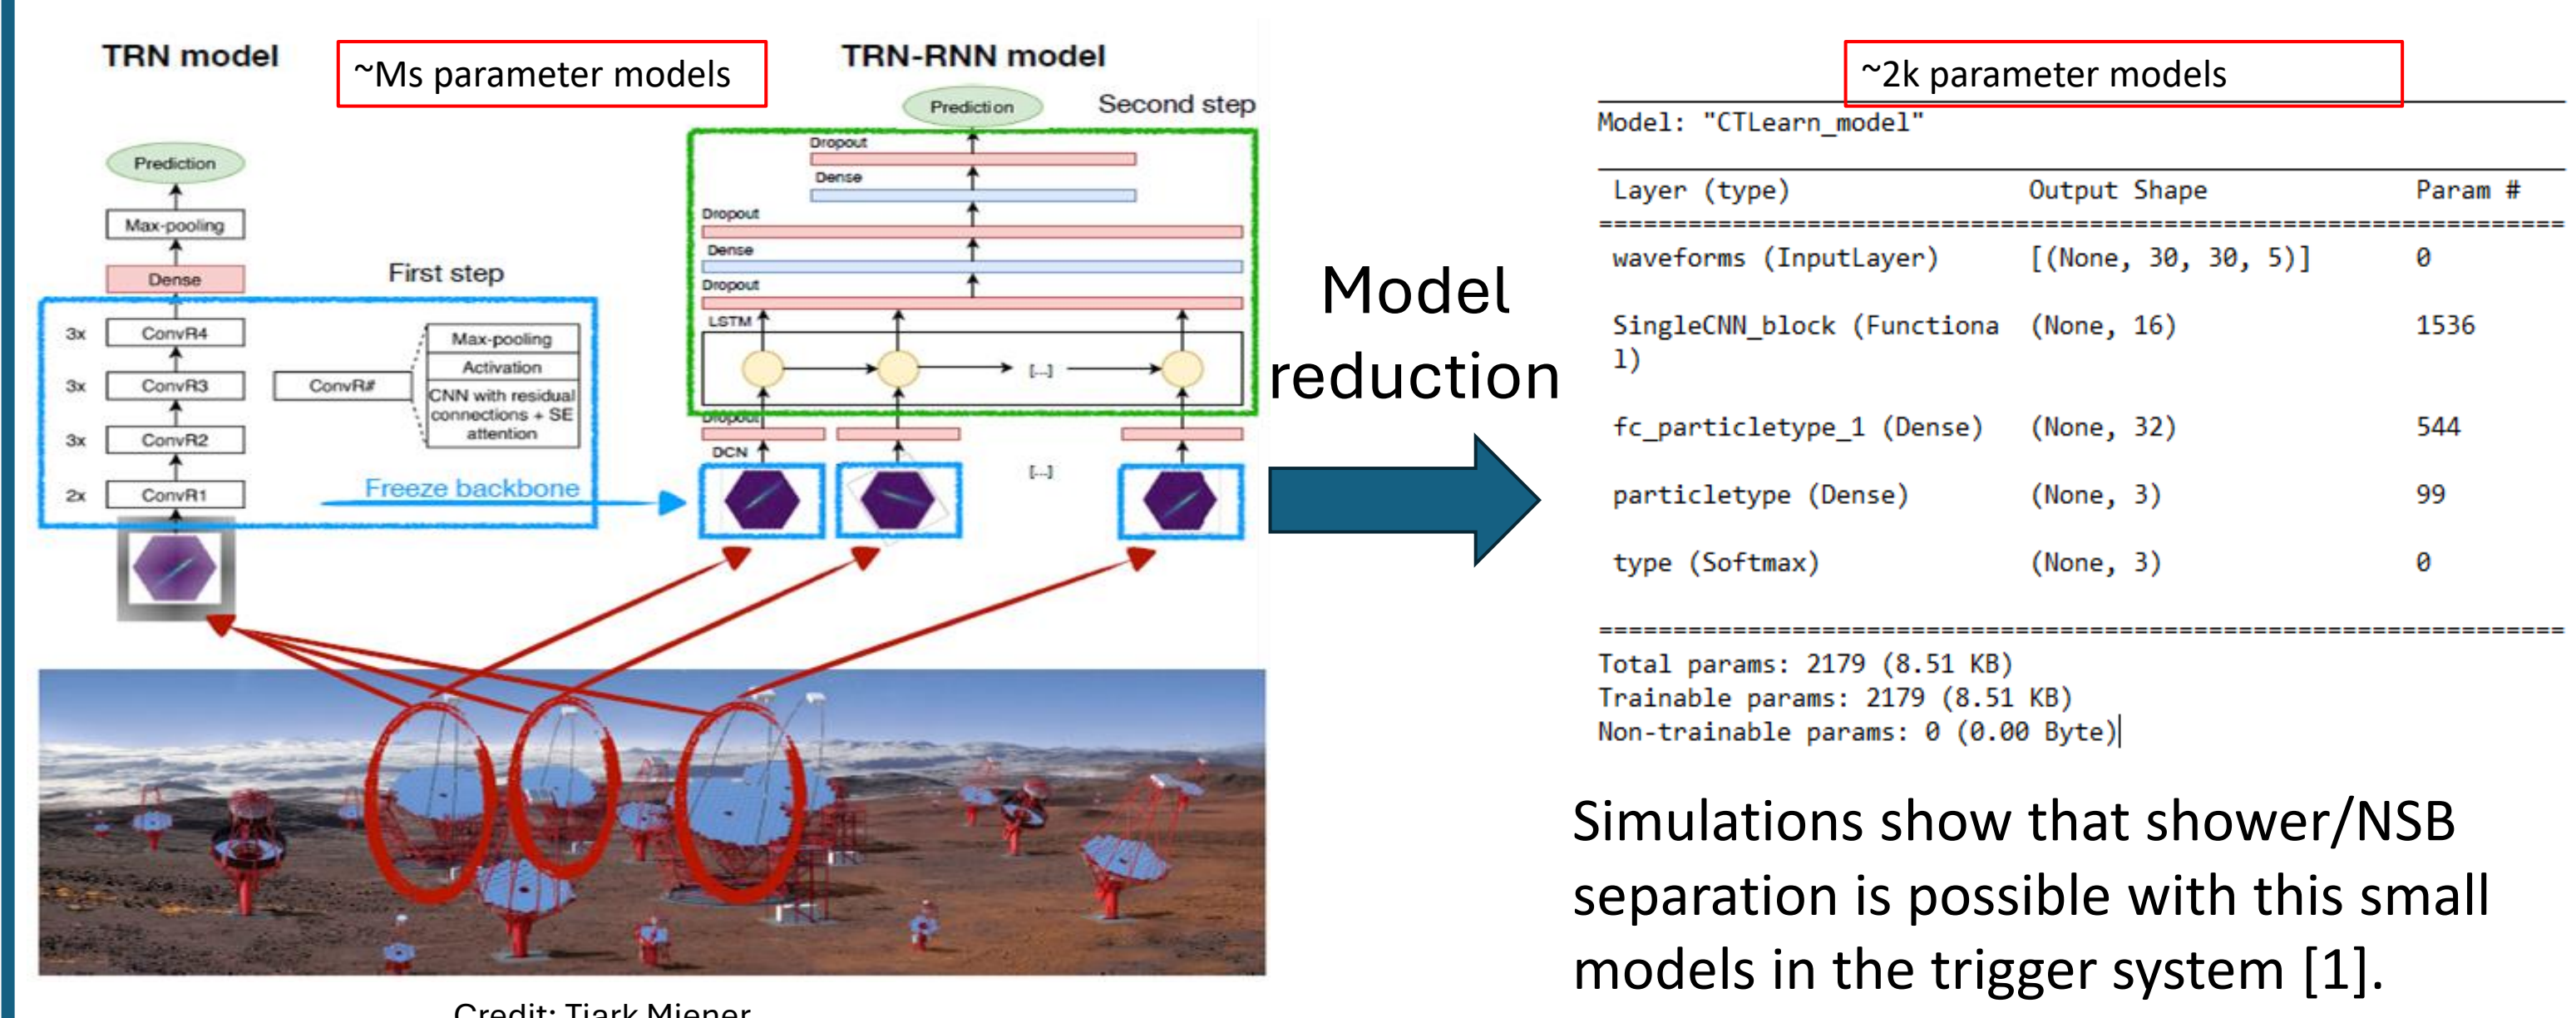 TRN model
~Ms parameter models
TRN-RNN model
Prediction
Second step
Dropout
Dense
Dropout
Dense
Dropout
LSTM
[...]
Dropout
DCN
[...]
Prediction
Max-pooling
Dense
First step
3x ConvR4
3x ConvR3
3x ConvR2
2x ConvR1
ConvR#
Max-pooling
Activation
CNN with residual
connections + SE
attention
Freeze backbone
Credit: Tjark Miener
Model
reduction
~2k parameter models
Model: "CTLearn_model"
Layer (type) Output Shape Param #
=================================================================
waveforms (InputLayer) [(None, 30, 30, 5)] 0
SingleCNN_block (Functiona (None, 16) 1536
l)
fc_particletype_1 (Dense) (None, 32) 544
particletype (Dense) (None, 3) 99
type (Softmax) (None, 3) 0
=================================================================
Total params: 2179 (8.51 KB)
Trainable params: 2179 (8.51 KB)
Non-trainable params: 0 (0.00 Byte)
Simulations show that shower/NSB
separation is possible with this small
models in the trigger system [1].